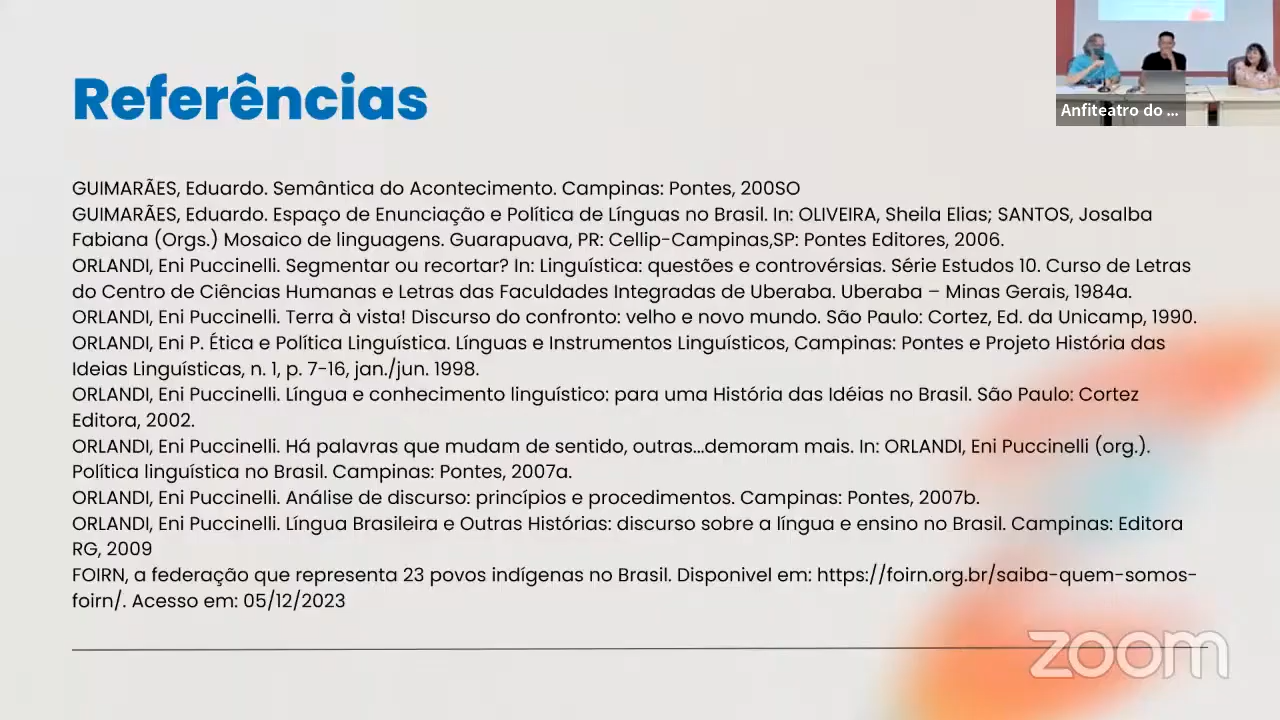 Anfiteatro do ...
Referências
GUIMARÃES, Eduardo. Semântica do Acontecimento. Campinas: Pontes, 200SO
GUIMARÃES, Eduardo. Espaço de Enunciação e Política de Línguas no Brasil. In: OLIVEIRA, Sheila Elias; SANTOS, Josalba
Fabiana (Orgs.) Mosaico de linguagens. Guarapuava, PR: Cellip-Campinas,SP: Pontes Editores, 2006.
ORLANDI, Eni Puccinelli. Segmentar ou recortar? In: Linguística: questões e controvérsias. Série Estudos 10. Curso de Letras
do Centro de Ciências Humanas e Letras das Faculdades Integradas de Uberaba. Uberaba – Minas Gerais, 1984a.
ORLANDI, Eni Puccinelli. Terra à vista! Discurso do confronto: velho e novo mundo. São Paulo: Cortez, Ed. da Unicamp, 1990.
ORLANDI, Eni P. Ética e Política Linguística. Línguas e Instrumentos Linguísticos, Campinas: Pontes e Projeto História das
Ideias Linguísticas, n. 1, p. 7-16, jan./jun. 1998.
ORLANDI, Eni Puccinelli. Língua e conhecimento linguístico: para uma História das Idéias no Brasil. São Paulo: Cortez
Editora, 2002.
ORLANDI, Eni Puccinelli. Há palavras que mudam de sentido, outras...demoram mais. In: ORLANDI, Eni Puccinelli (org.).
Política linguística no Brasil. Campinas: Pontes, 2007a.
ORLANDI, Eni Puccinelli. Análise de discurso: princípios e procedimentos. Campinas: Pontes, 2007b.
ORLANDI, Eni Puccinelli. Língua Brasileira e Outras Histórias: discurso sobre a língua e ensino no Brasil. Campinas: Editora
RG, 2009
FOIRN, a federação que representa 23 povos indígenas no Brasil. Disponivel em: https://foirn.org.br/saiba-quem-somos-
foirn/. Acesso em: 05/12/2023
zoom